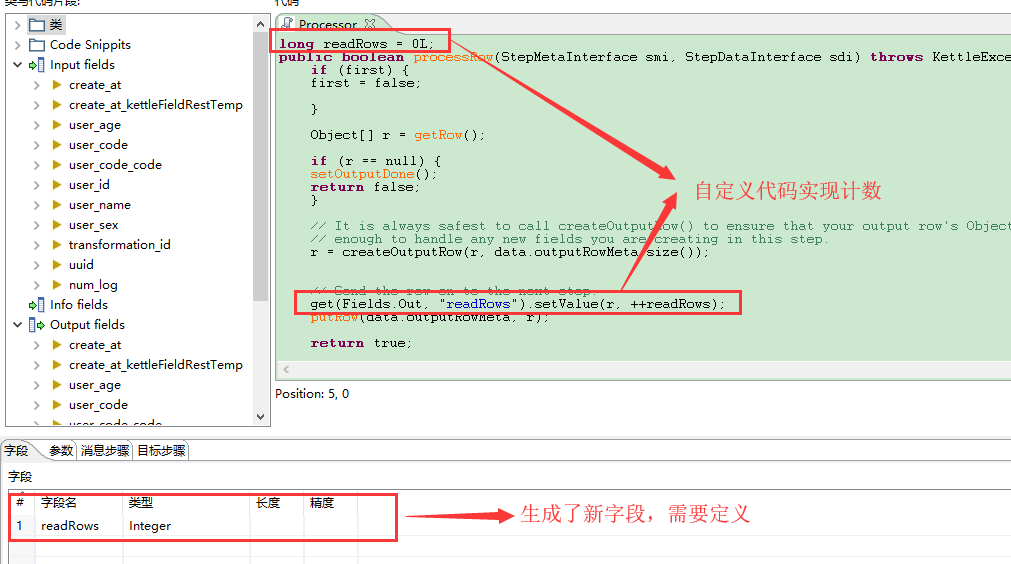 类与代码片段:
类
Code Snippits
Input fields
create_at
create_at_kettleFieldRestTemp
user_age
user_code
user_code_code
user_id
user_name
user_sex
transformation_id
uuid
num_log
Info fields
Output fields
create_at
create_at_kettleFieldRestTemp
user_age
user_code
user_code_code
代码
Processor
long readRows = 0L;
public boolean processRow(StepMetaInterface smi, StepDataInterface sdi) throws KettleExce
if (first) {
first = false;
}
Object[] r = getRow();
if (r == null) {
setOutputDone();
return false;
}
// It is always safest to call createOutputRow() to ensure that your output row's Object
// enough to handle any new fields you are creating in this step.
r = createOutputRow(r, data.outputRowMeta.size());
// Send the row on to the next step.
get(Fields.Out, "readRows").setValue(r, ++readRows);
putRow(data.outputRowMeta, r);
return true;
自定义代码实现计数
Position: 5, 0
字段 参数 消息步骤 目标步骤
字段
# 字段名 类型 长度 精度
1 readRows Integer
生成了新字段，需要定义